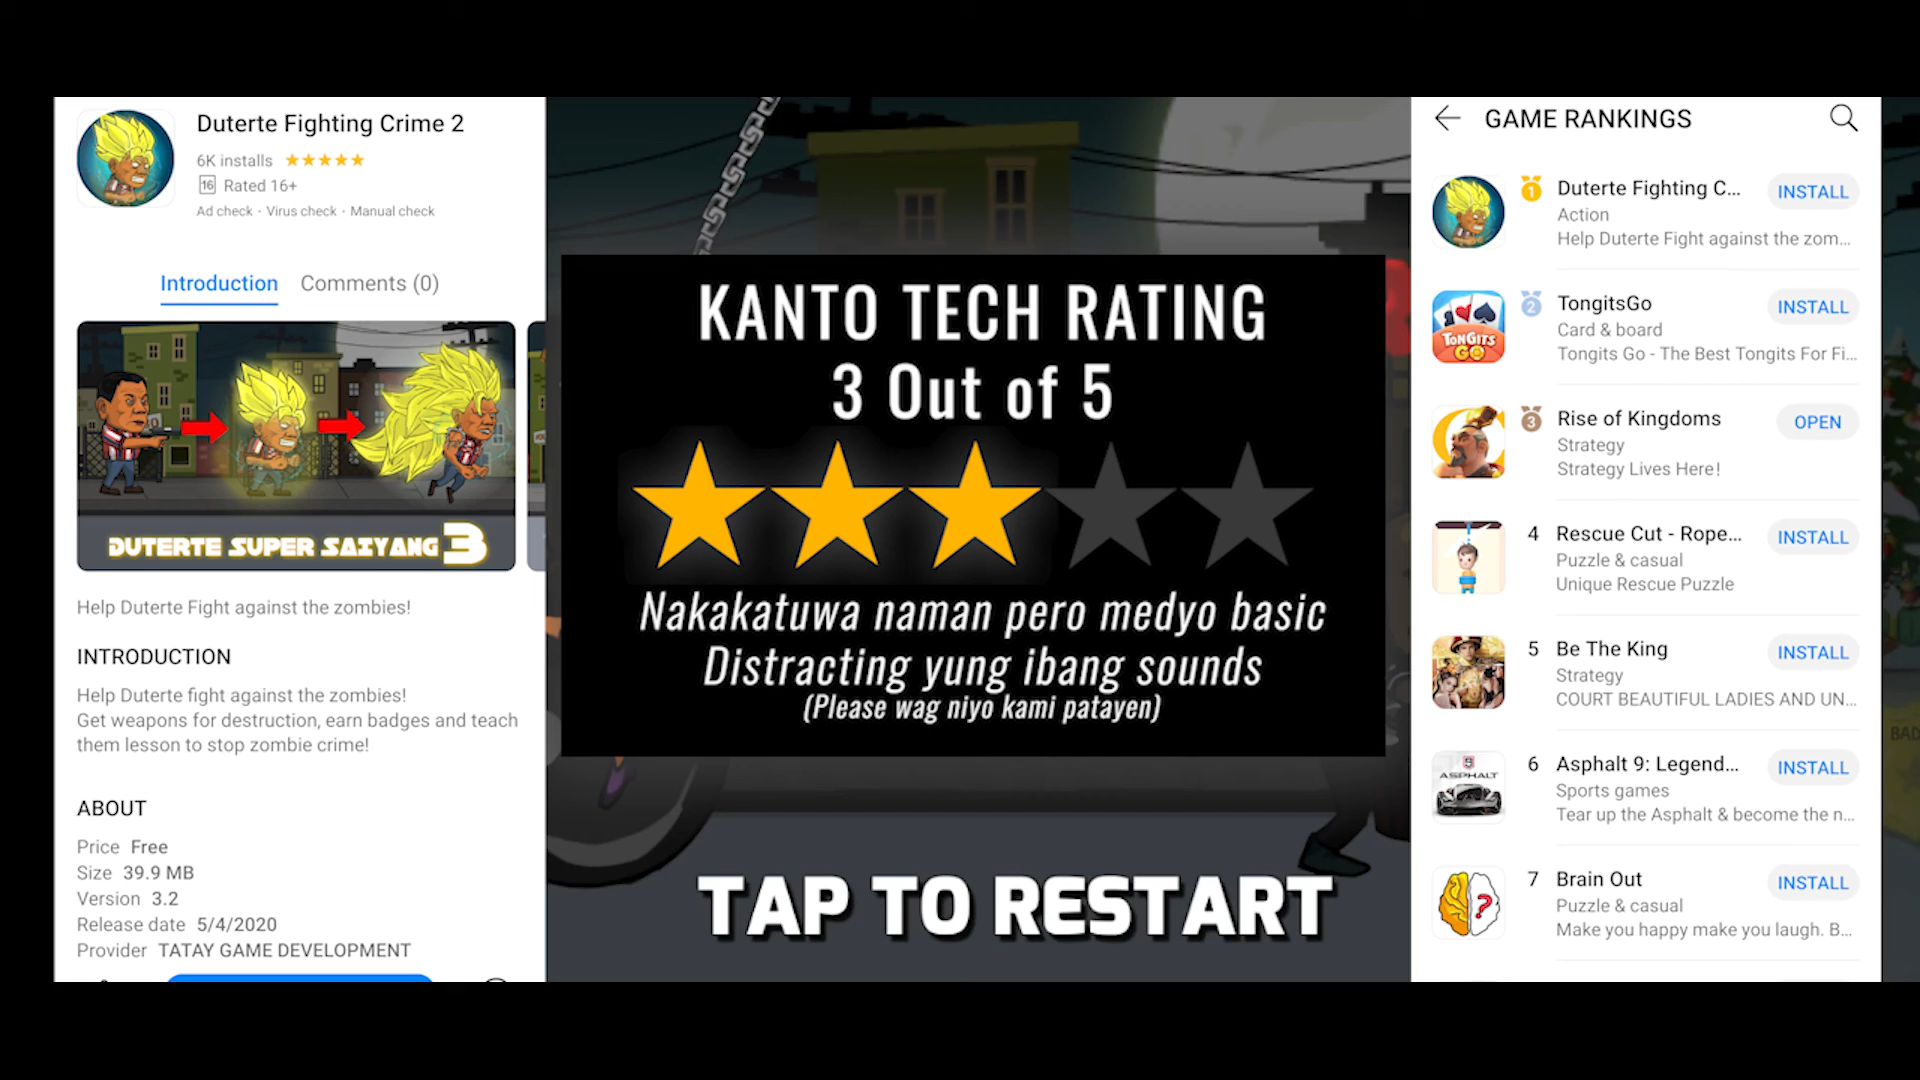 Duterte Fighting Crime 2
6K installs
16 Rated 16+
Ad check - Virus check - Manual check
Introduction Comments (0)
DUTERTE SUPER SAIYANG 3
Help Duterte Fight against the zombies!
INTRODUCTION
Help Duterte fight against the zombies!
Get weapons for destruction, earn badges and teach
them lesson to stop zombie crime!
ABOUT
Price Free
Size 39.9 MB
Version 3.2
Release date 5/4/2020
Provider TATAY GAME DEVELOPMENT
KANTO TECH RATING
3 Out of 5
Nakakatuwa naman pero medyo basic
Distracting yung ibang sounds
(Please wag niyo kami patayen)
TAP TO RESTART
GAME RANKINGS
1 Duterte Fighting C... INSTALL
Action
Help Duterte Fight against the zom...
TONGITS GO
2 TongitsGo INSTALL
Card & board
Tongits Go - The Best Tongits For Fi...
3 Rise of Kingdoms OPEN
Strategy
Strategy Lives Here!
4 Rescue Cut - Rope... INSTALL
Puzzle & casual
Unique Rescue Puzzle
5 Be The King INSTALL
Strategy
COURT BEAUTIFUL LADIES AND UN...
ASPHALT
6 Asphalt 9: Legend... INSTALL
Sports games
Tear up the Asphalt & become the n...
?
7 Brain Out INSTALL
Puzzle & casual
Make you happy make you laugh. B...
BAD